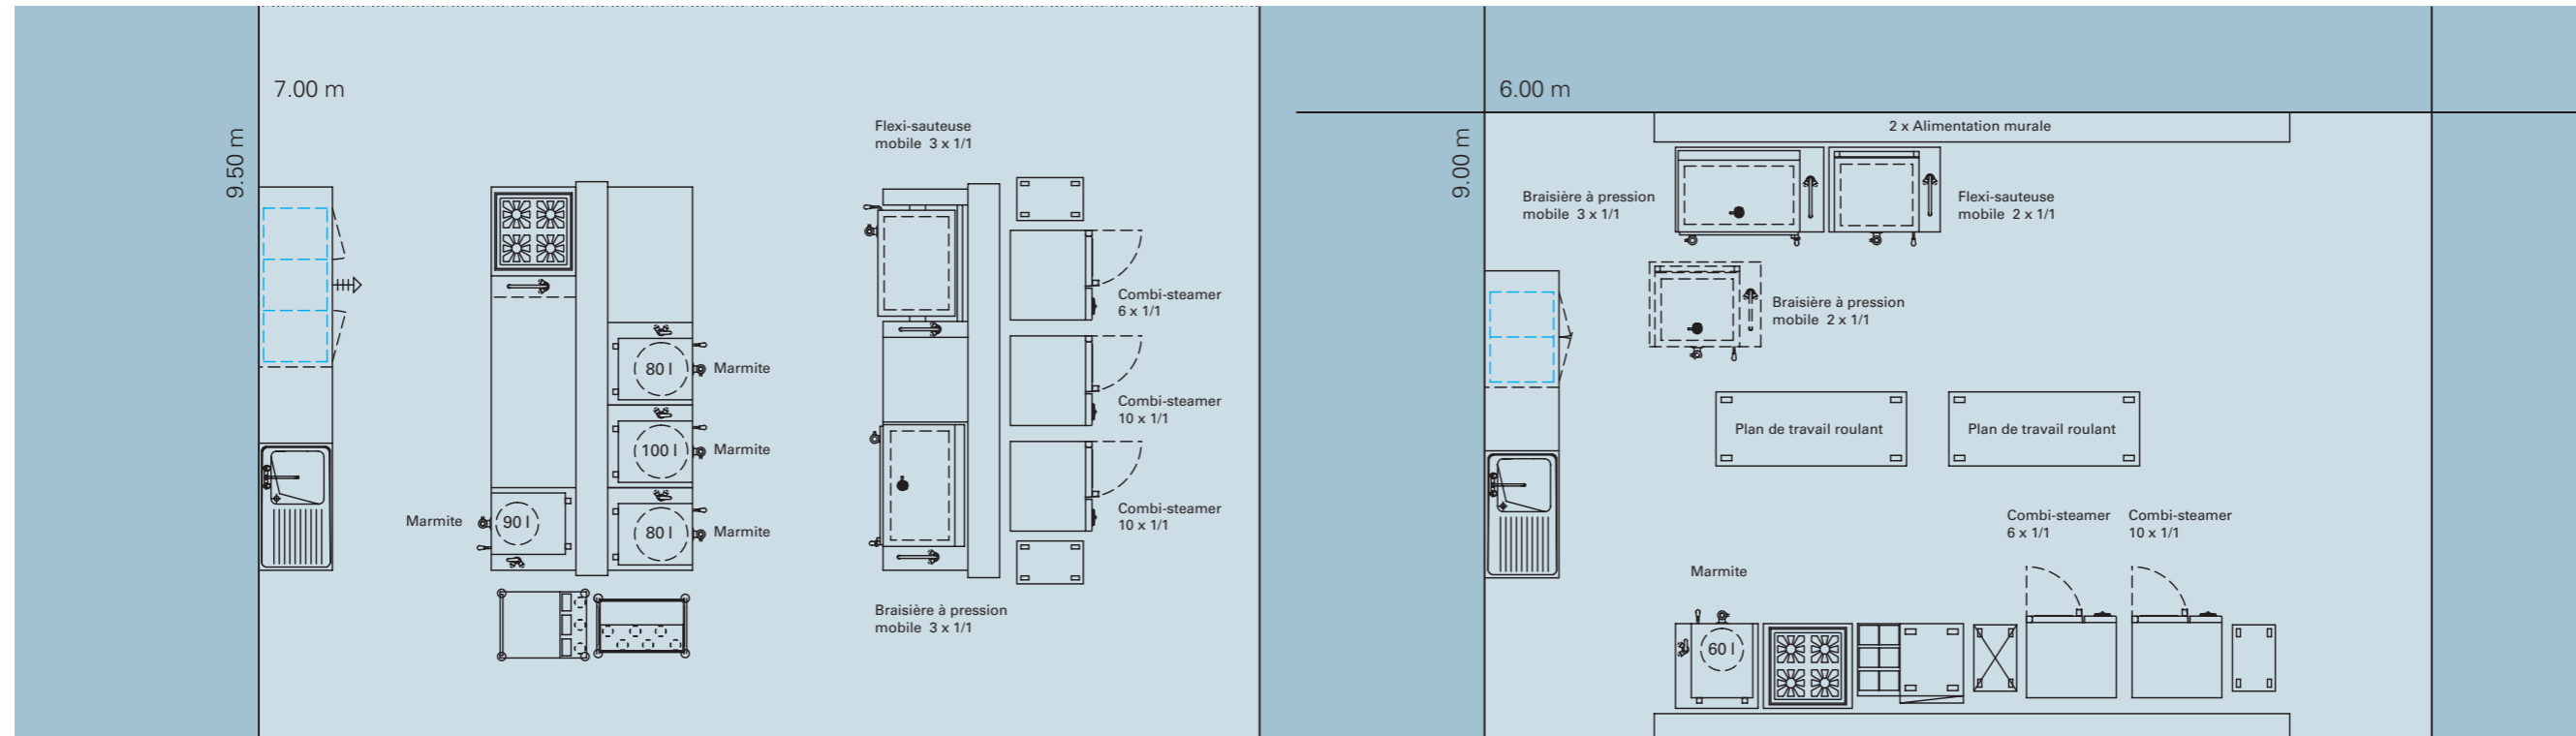 7.00 m
9.50 m
Flexi-sauteuse
mobile 3 x 1/1
Combi-steamer
6 x 1/1
80 l
Marmite
Combi-steamer
10 x 1/1
100 l
Marmite
Marmite
90 l
80 l
Marmite
Combi-steamer
10 x 1/1
Braisière à pression
mobile 3 x 1/1
6.00 m
9.00 m
2 x Alimentation murale
Braisière à pression
mobile 3 x 1/1
Flexi-sauteuse
mobile 2 x 1/1
Braisière à pression
mobile 2 x 1/1
Plan de travail roulant
Plan de travail roulant
Combi-steamer
6 x 1/1
Combi-steamer
10 x 1/1
Marmite
60 l